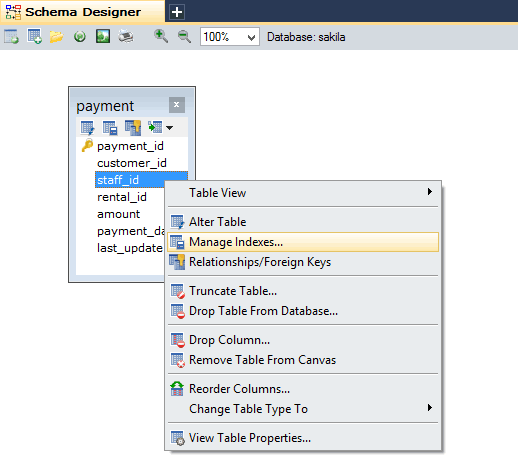 Schema Designer
100% Database: sakila
payment
payment_id
customer_id
staff_id
rental_id
amount
payment_da
last_update
Table View
Alter Table
Manage Indexes...
Relationships/Foreign Keys
Truncate Table...
Drop Table From Database...
Drop Column...
Remove Table From Canvas
Reorder Columns...
Change Table Type To
View Table Properties...